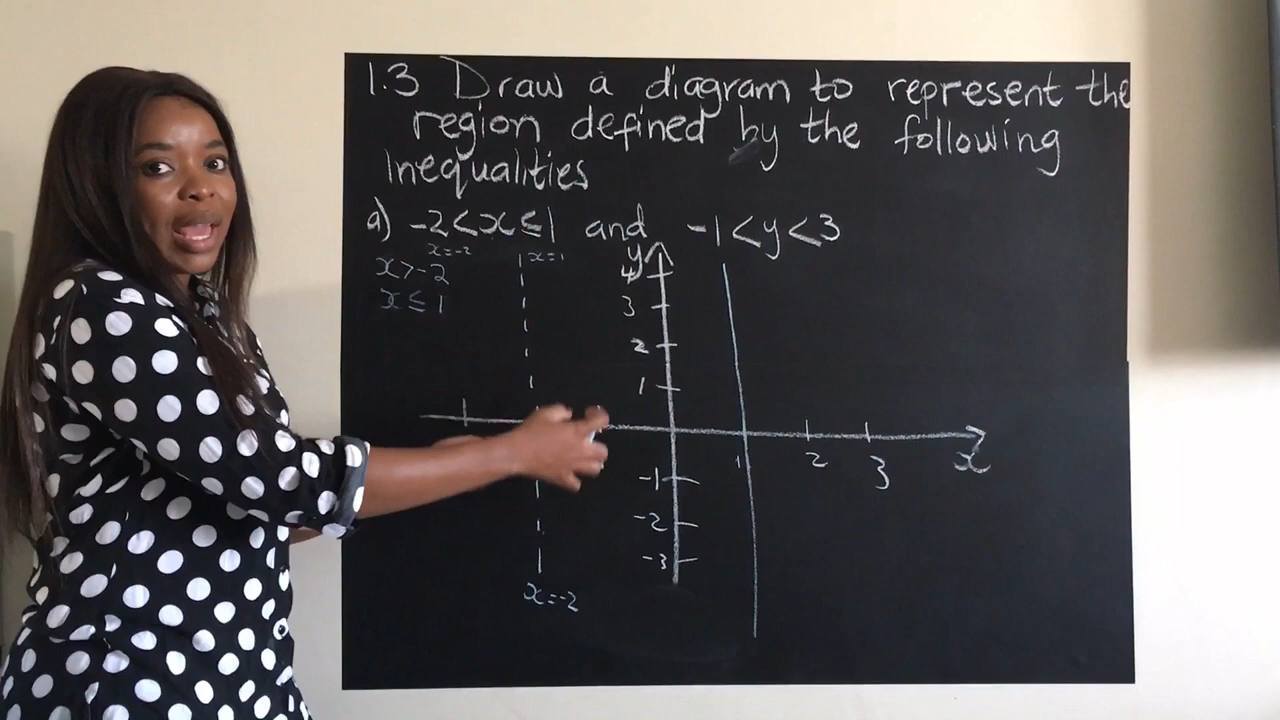 1.3 Draw a diagram to represent the
region defined by the following
Inequalities
a) -2<x≤1 and -1<y<3
x=-2 x=1
x>-2
x≤1
y
4
3
2
1
1 2 3 x
-1
-2
-3
x=-2